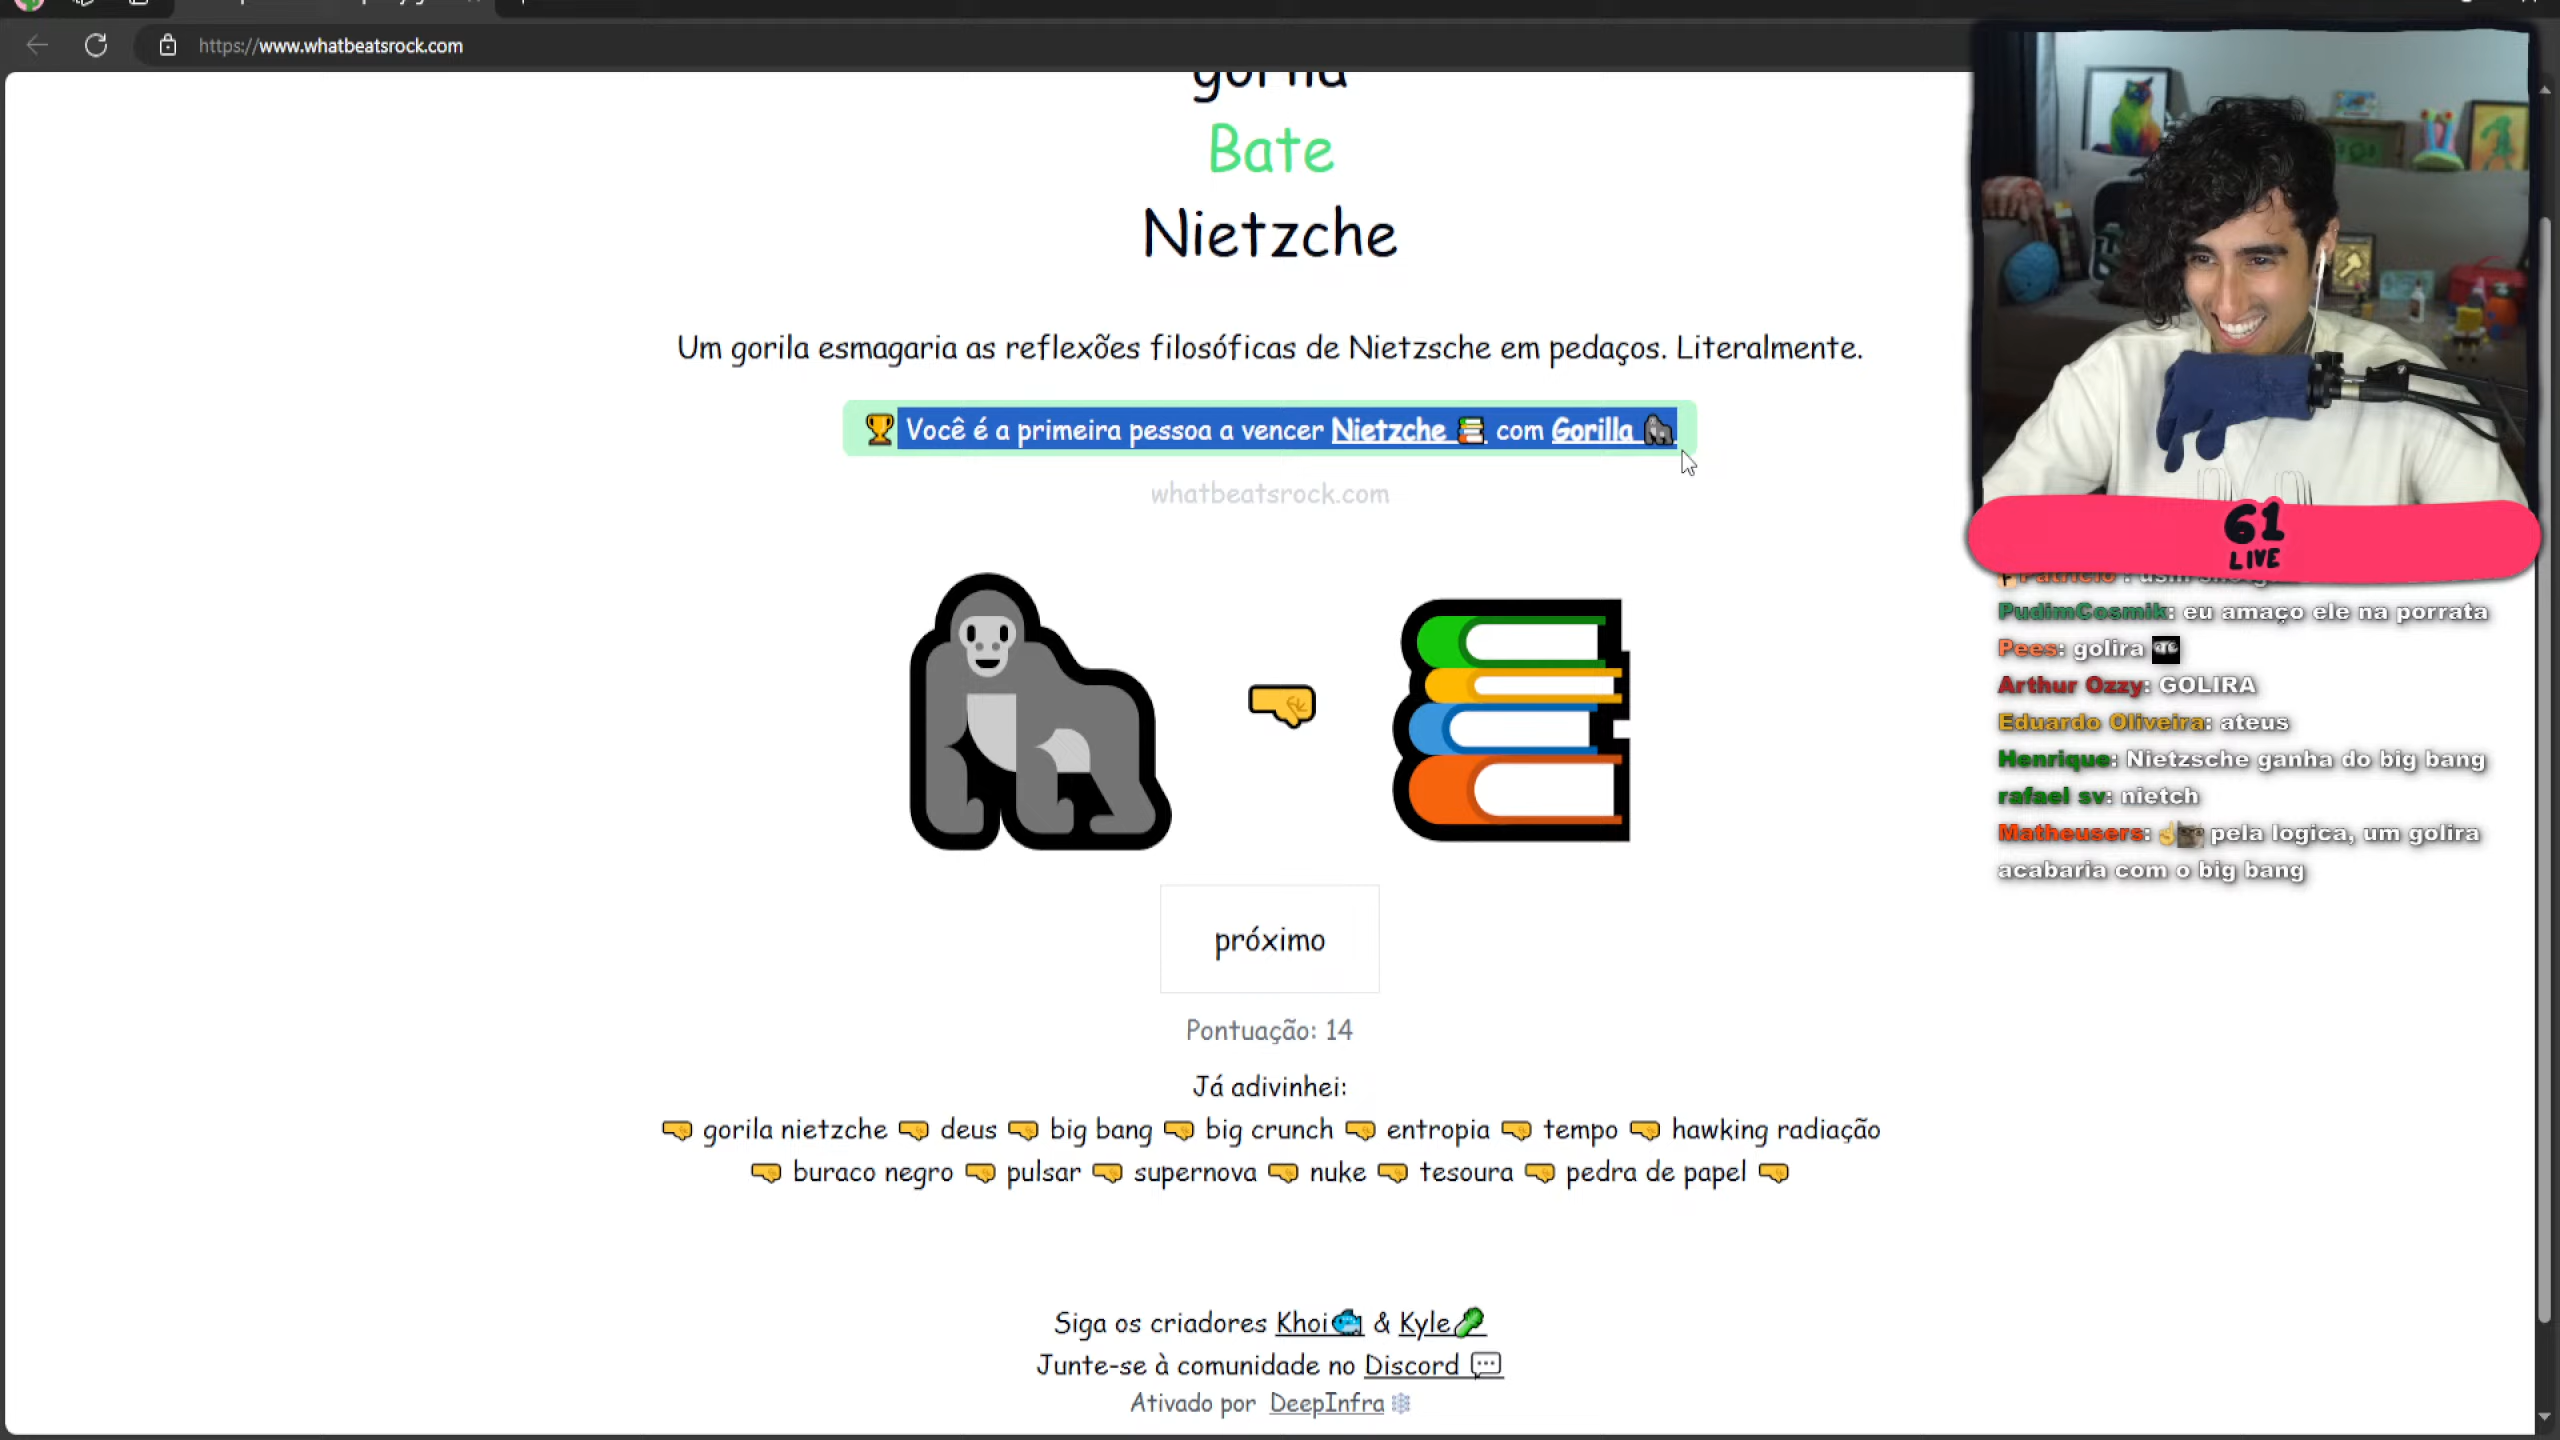 https://www.whatbeatsrock.com
gorila
Bate
Nietzche
Um gorila esmagaria as reflexões filosóficas de Nietzsche em pedaços. Literalmente.
🏆 Você é a primeira pessoa a vencer Nietzche 📚 com Gorilla 🦍
whatbeatsrock.com
próximo
Pontuação: 14
Já adivinhei:
🤜 gorila nietzche 🤜 deus 🤜 big bang 🤜 big crunch 🤜 entropia 🤜 tempo 🤜 hawking radiação
🤜 buraco negro 🤜 pulsar 🤜 supernova 🤜 nuke 🤜 tesoura 🤜 pedra de papel 🤜
Siga os criadores Khoi🐟 & Kyle🥬
Junte-se à comunidade no Discord 💬
Ativado por DeepInfra
61
LIVE
PudimCosmik: eu amaço ele na porrata
Pees: golira
Arthur Ozzy: GOLIRA
Eduardo Oliveira: ateus
Henrique: Nietzsche ganha do big bang
rafael sv: nietch
Matheusers: ☝ pela logica, um golira
acabaria com o big bang